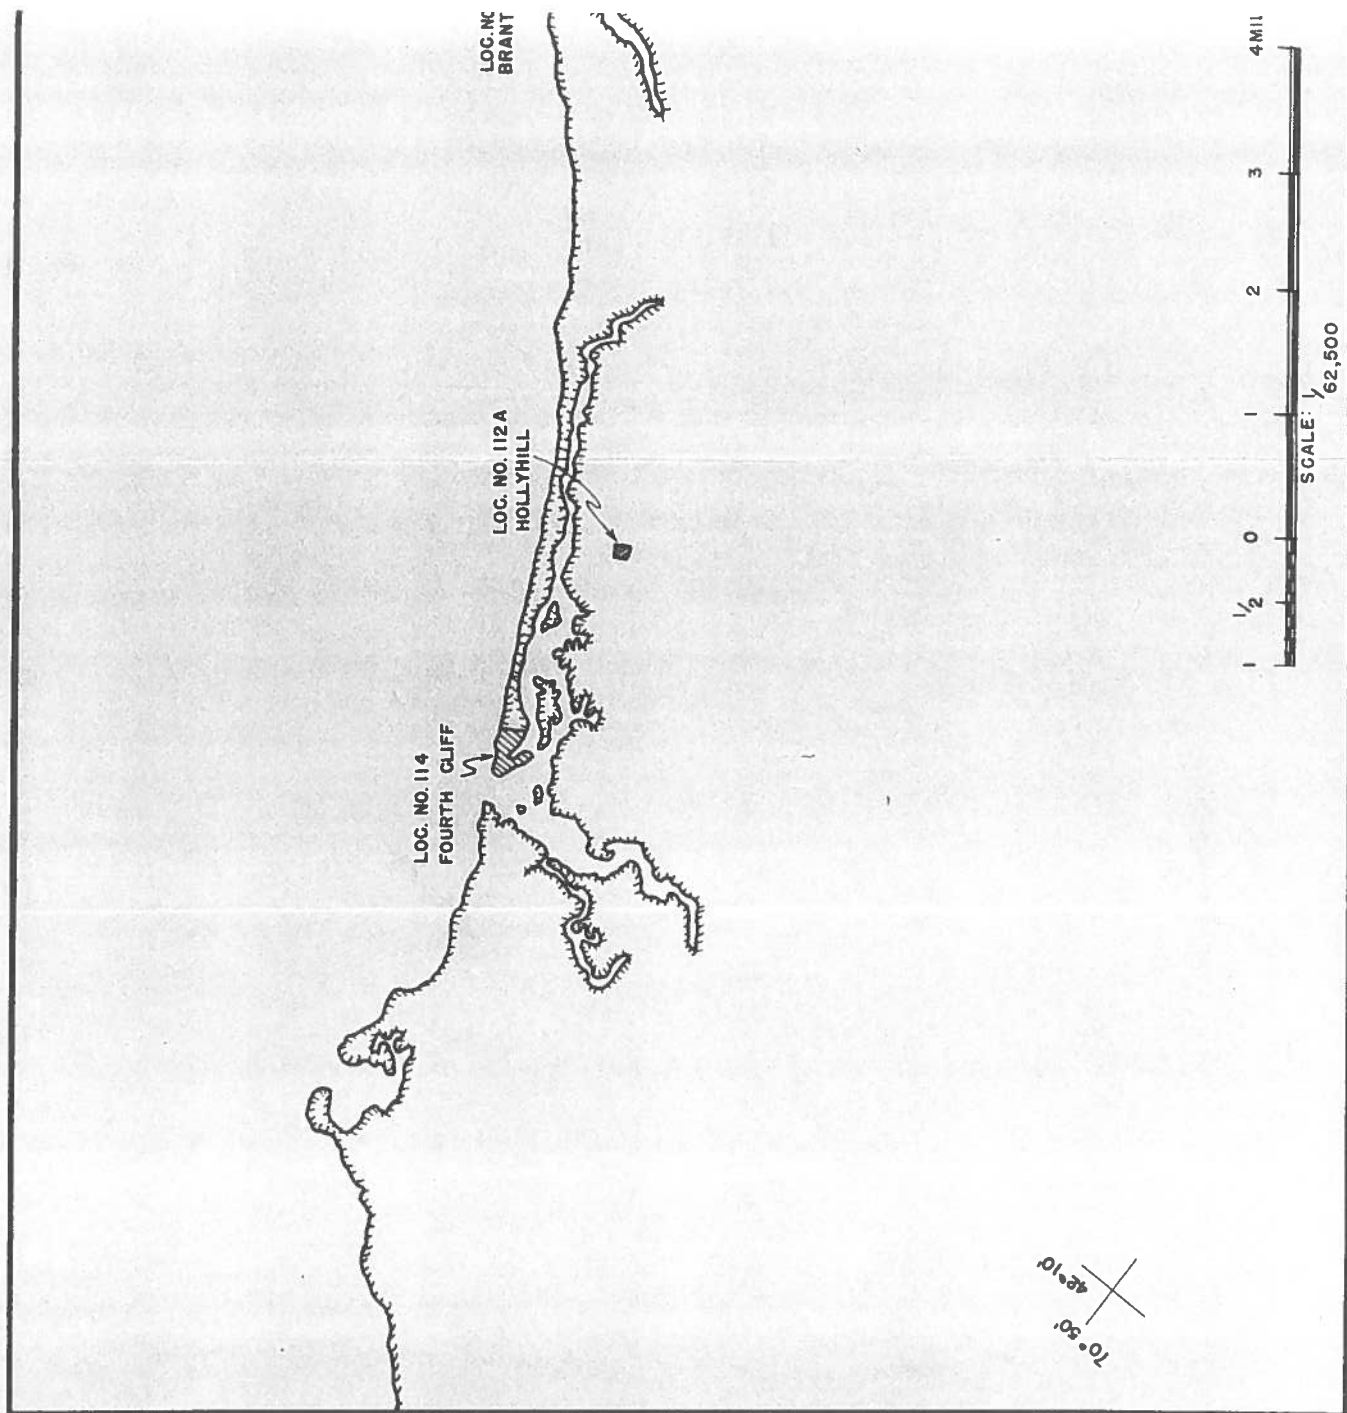 LOC. NO
BRANT
LOC. NO. 112A
HOLLYHILL
LOC. NO. 114
FOURTH CLIFF
1 1/2 0 1 2 3 4 MI
SCALE: 1/62,500
42°10'
70°50'